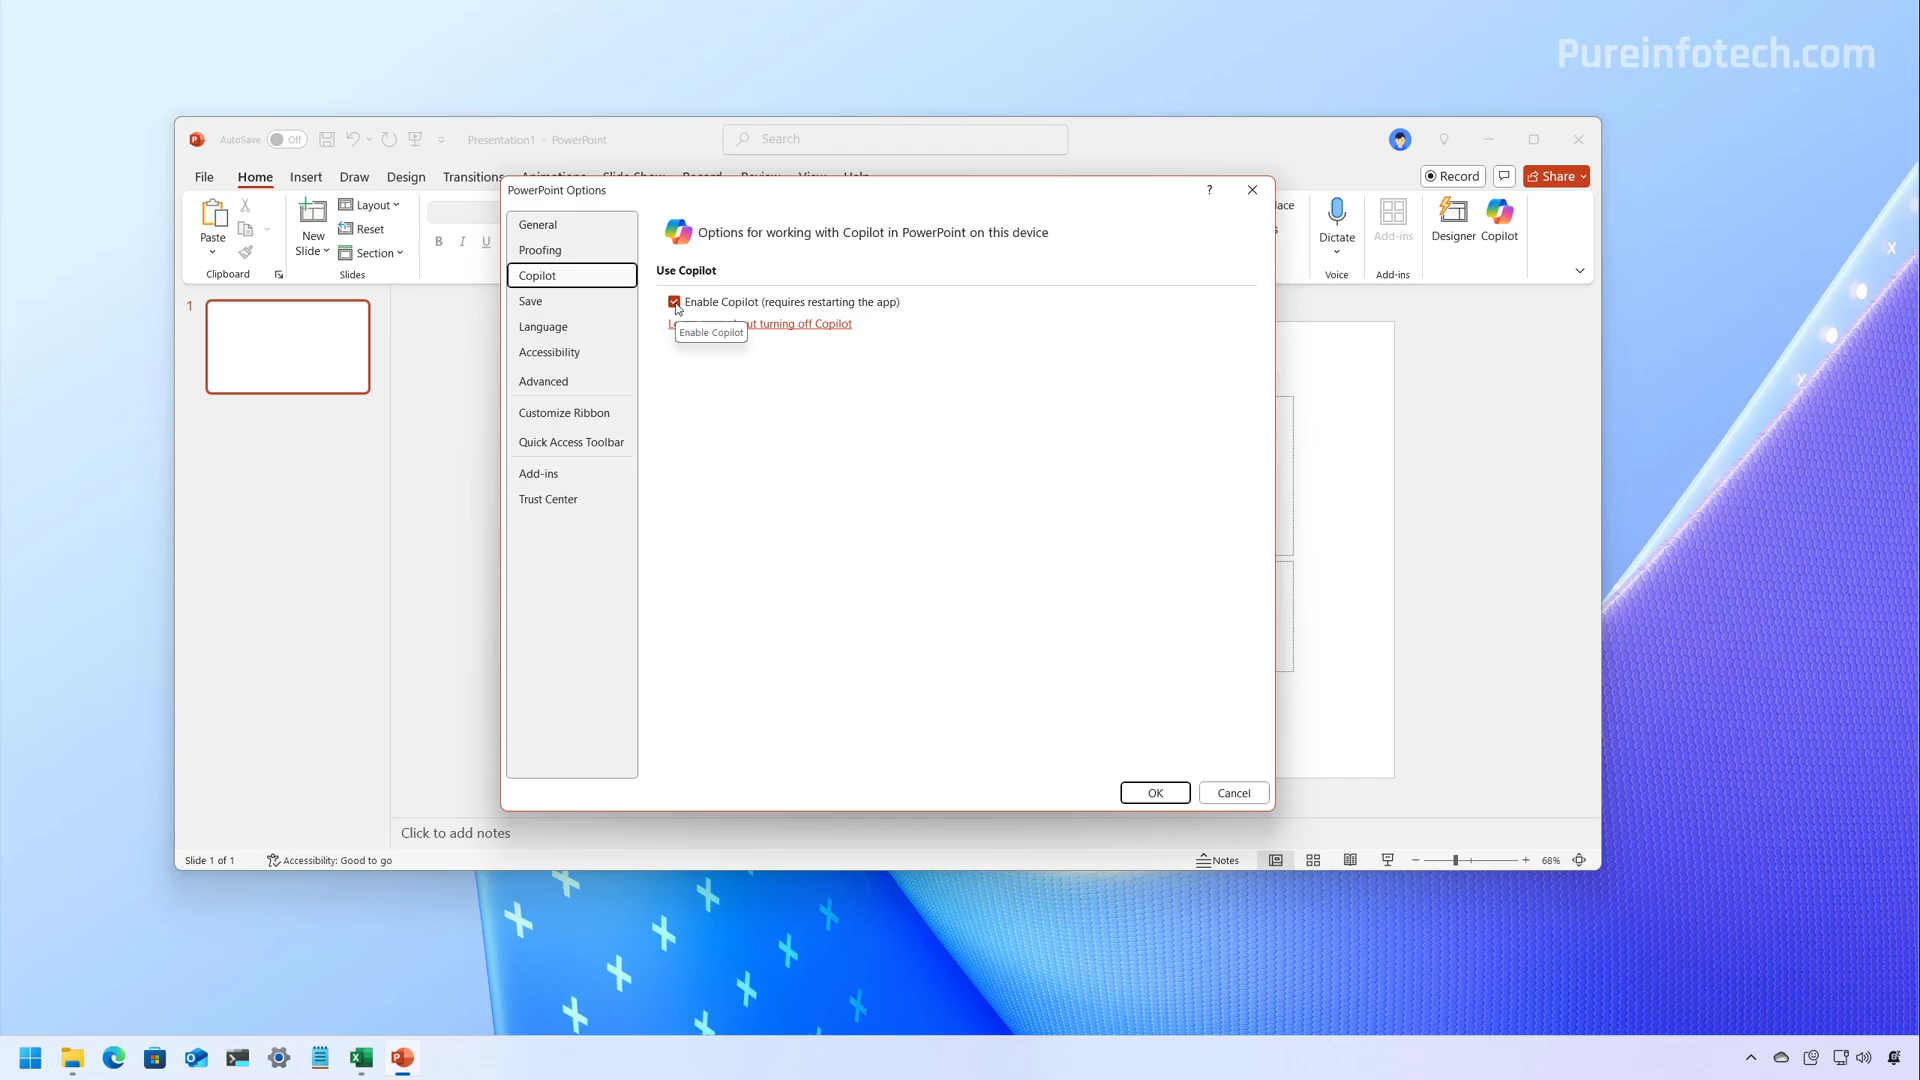 Pureinfotech.com
AutoSave Off Presentation1 - PowerPoint Search
File Home Insert Draw Design Transitions Record Share
PowerPoint Options ?
Paste
Clipboard
New Slide
Layout
Reset
Section
Slides
B I U
Dictate
Voice
Add-ins
Add-ins
Designer
Copilot
General
Proofing
Copilot
Save
Language
Accessibility
Advanced
Customize Ribbon
Quick Access Toolbar
Add-ins
Trust Center
Options for working with Copilot in PowerPoint on this device
Use Copilot
Enable Copilot (requires restarting the app)
turning off Copilot
Enable Copilot
OK Cancel
1
Click to add notes
Slide 1 of 1 Accessibility: Good to go Notes 68%